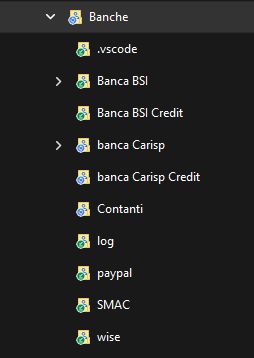 Banche
.vscode
Banca BSI
Banca BSI Credit
banca Carisp
banca Carisp Credit
Contanti
log
paypal
SMAC
wise